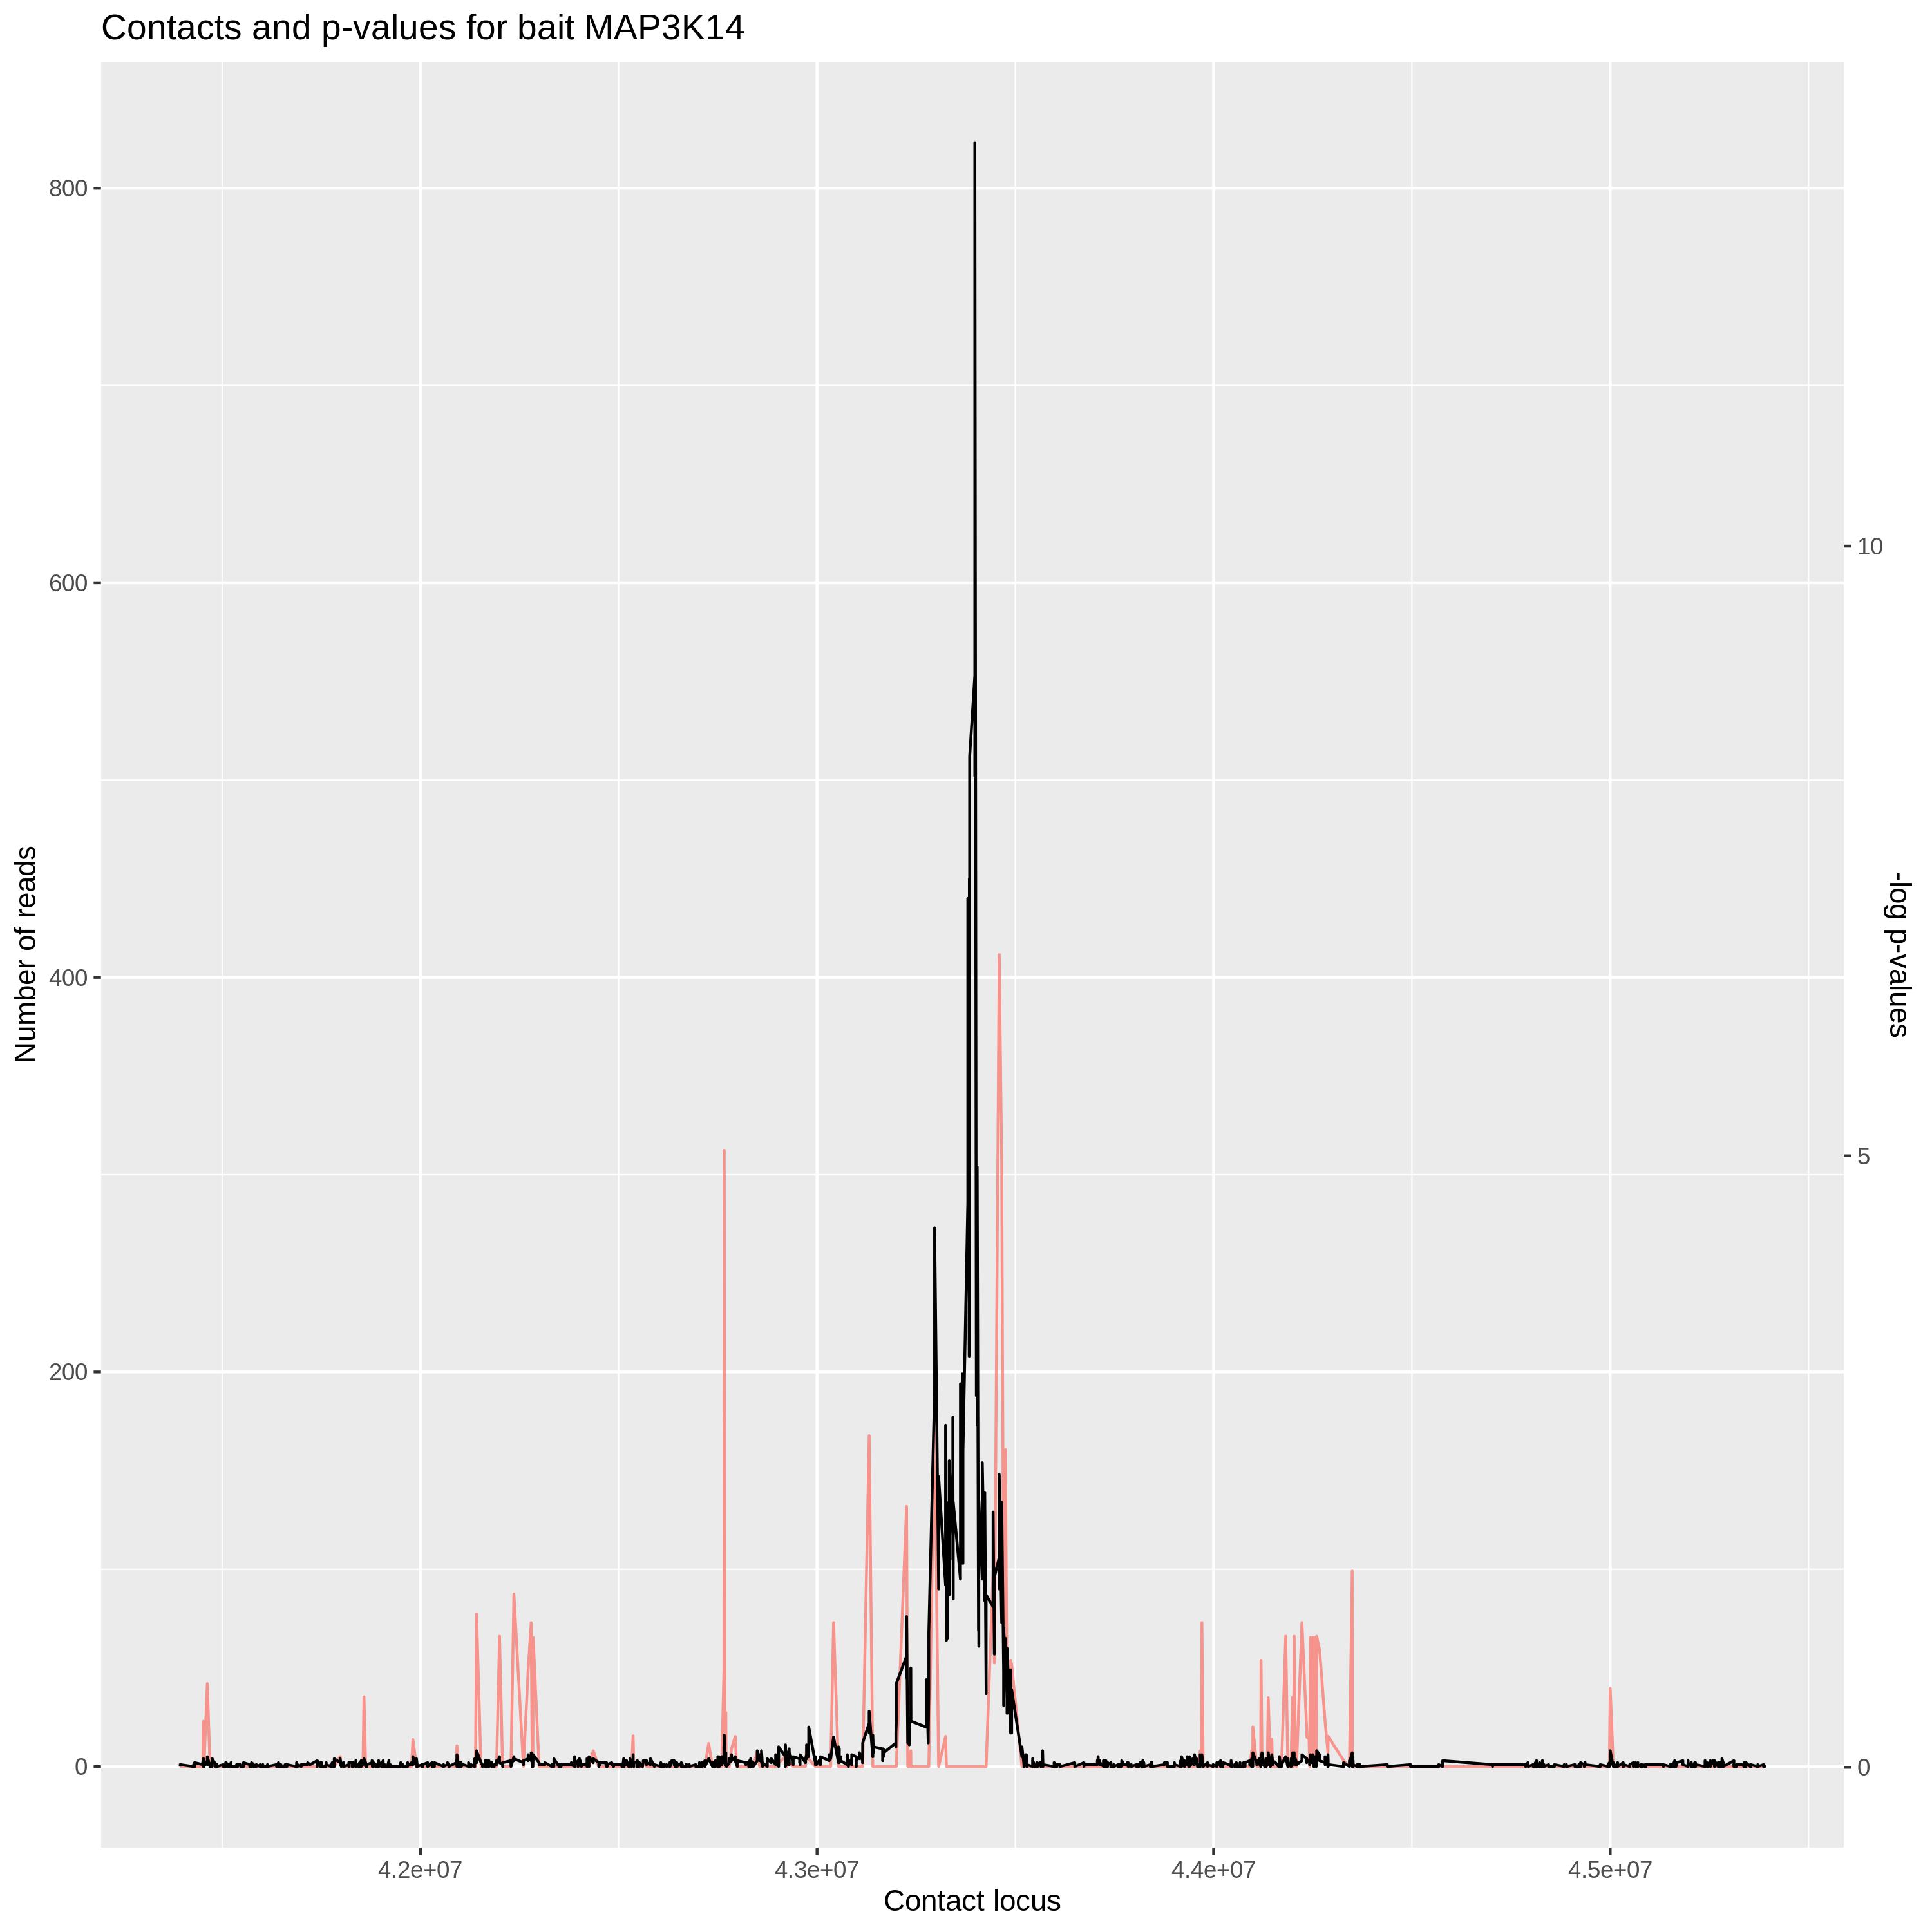 Contacts and p-values for bait MAP3K14
Number of reads
800
600
400
200
0
10
5
0
-log p-values
4.2e+07
4.3e+07
4.4e+07
4.5e+07
Contact locus